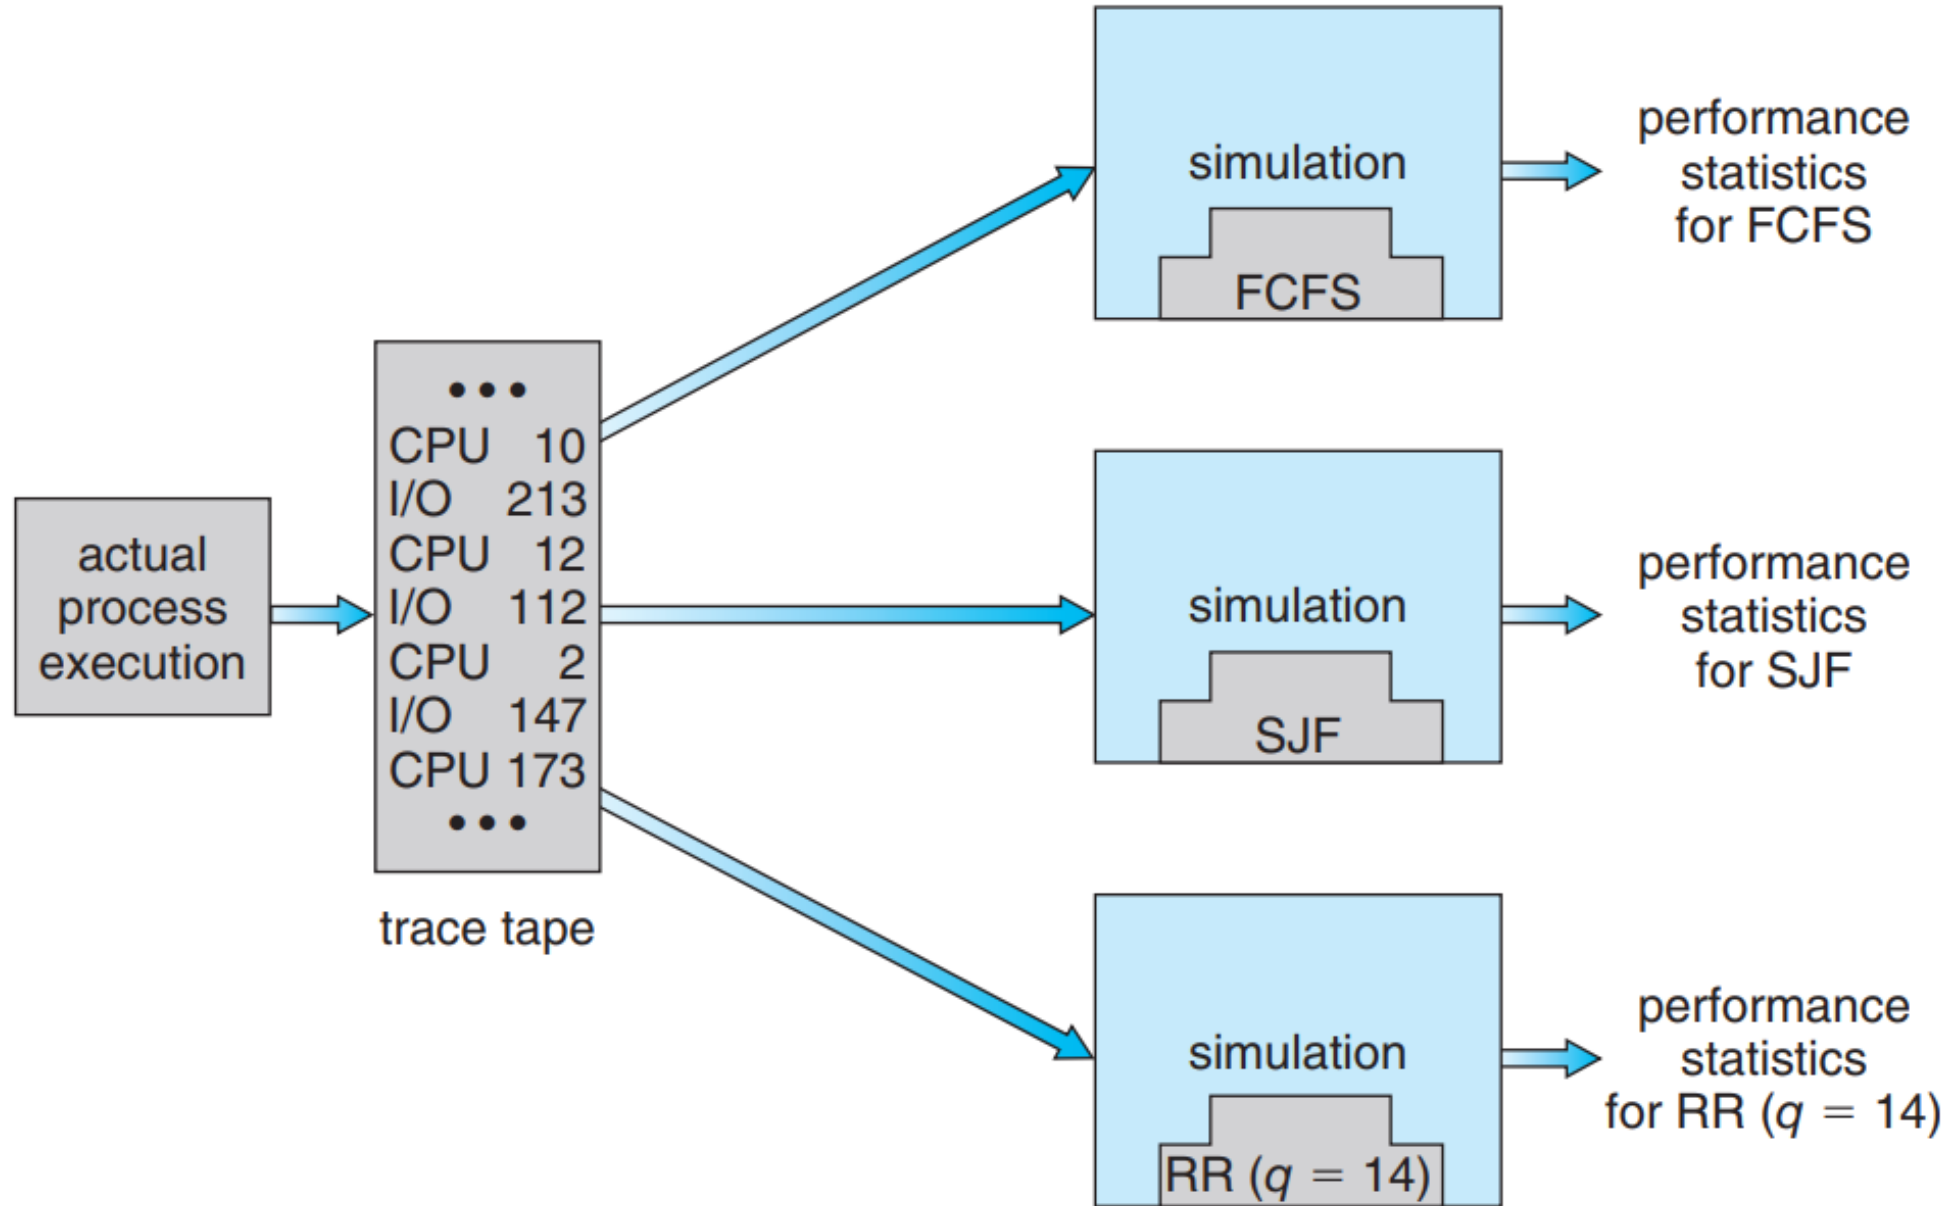 actual
process
execution
• • •
CPU 10
I/O 213
CPU 12
I/O 112
CPU 2
I/O 147
CPU 173
• • •
trace tape
simulation
FCFS
performance
statistics
for FCFS
simulation
SJF
performance
statistics
for SJF
simulation
RR (q = 14)
performance
statistics
for RR (q = 14)